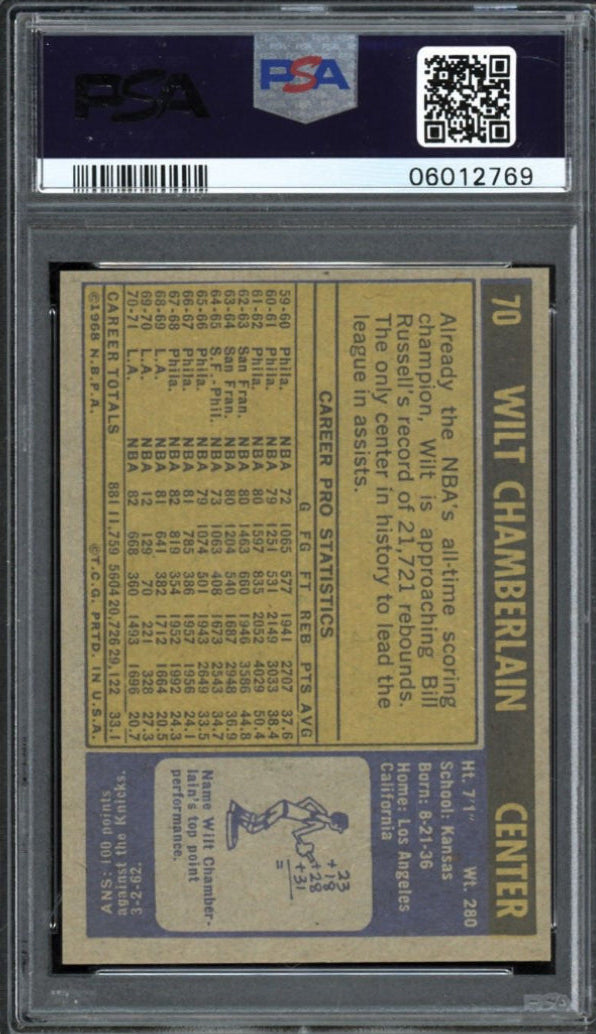 PSA
PSA
06012769
70 WILT CHAMBERLAIN CENTER
Already the NBA's all-time scoring
champion, Wilt is approaching Bill
Russell's record of 21,721 rebounds.
The only center in history to lead the
league in assists.
CAREER PRO STATISTICS
G FG FT REB PTS AVG
59-60 Phila. NBA 72 1065 577 1941 2707 37.6
60-61 Phila. NBA 79 1251 531 2149 3033 38.4
61-62 Phila. NBA 80 1597 835 2052 4029 50.4
62-63 San Fran. NBA 80 1463 660 1946 3586 44.8
63-64 San Fran. NBA 80 1204 540 1687 2948 36.9
64-65 S.F.-Phil. NBA 73 1063 408 1673 2543 34.7
65-66 Phila. NBA 79 1074 501 1943 2649 33.5
66-67 Phila. NBA 81 785 386 1957 1956 24.1
67-68 Phila. NBA 82 819 354 1952 1992 24.3
68-69 L.A. NBA 81 641 382 1712 1664 20.5
69-70 L.A. NBA 12 129 70 221 328 27.3
70-71 L.A. NBA 82 668 360 1493 1696 20.7
CAREER TOTALS 881 11,759 5604 20,726 29,122 33.1
©1968 N.B.P.A. ©T.C.G. PRTD. IN U.S.A.
Ht. 7'1" Wt. 280
School: Kansas
Born: 8-21-36
Home: Los Angeles
California
23
+18
+28
+31
=
Name Wilt Chamber-
lain's top point
performance.
ANS: 100 points
against the Knicks,
3-2-62.
PSA